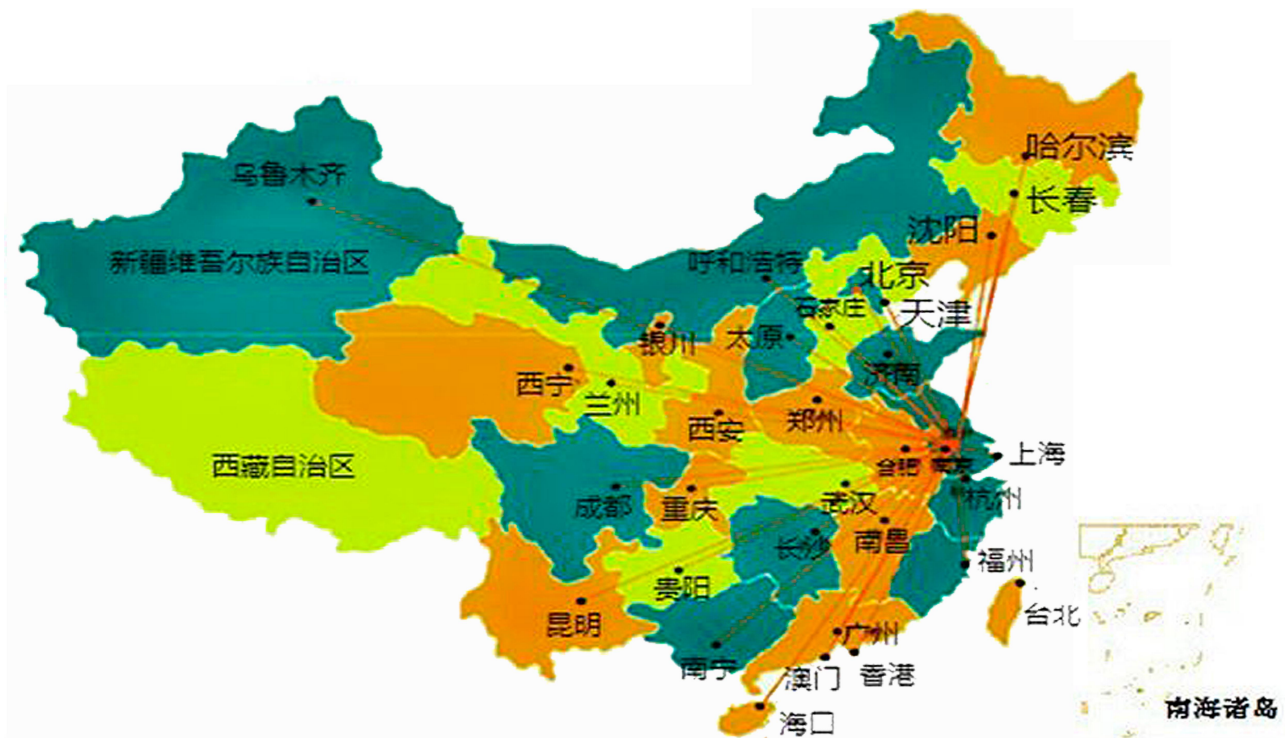 哈尔滨
乌鲁木齐
长春
沈阳
新疆维吾尔族自治区
呼和浩特
北京
石家庄
天津
太原
银川
济南
西宁
兰州
郑州
西安
上海
西藏自治区
合肥
南京
杭州
成都
重庆
武汉
南昌
长沙
福州
贵阳
台北
昆明
广州
南宁
澳门
香港
海口
南海诸岛